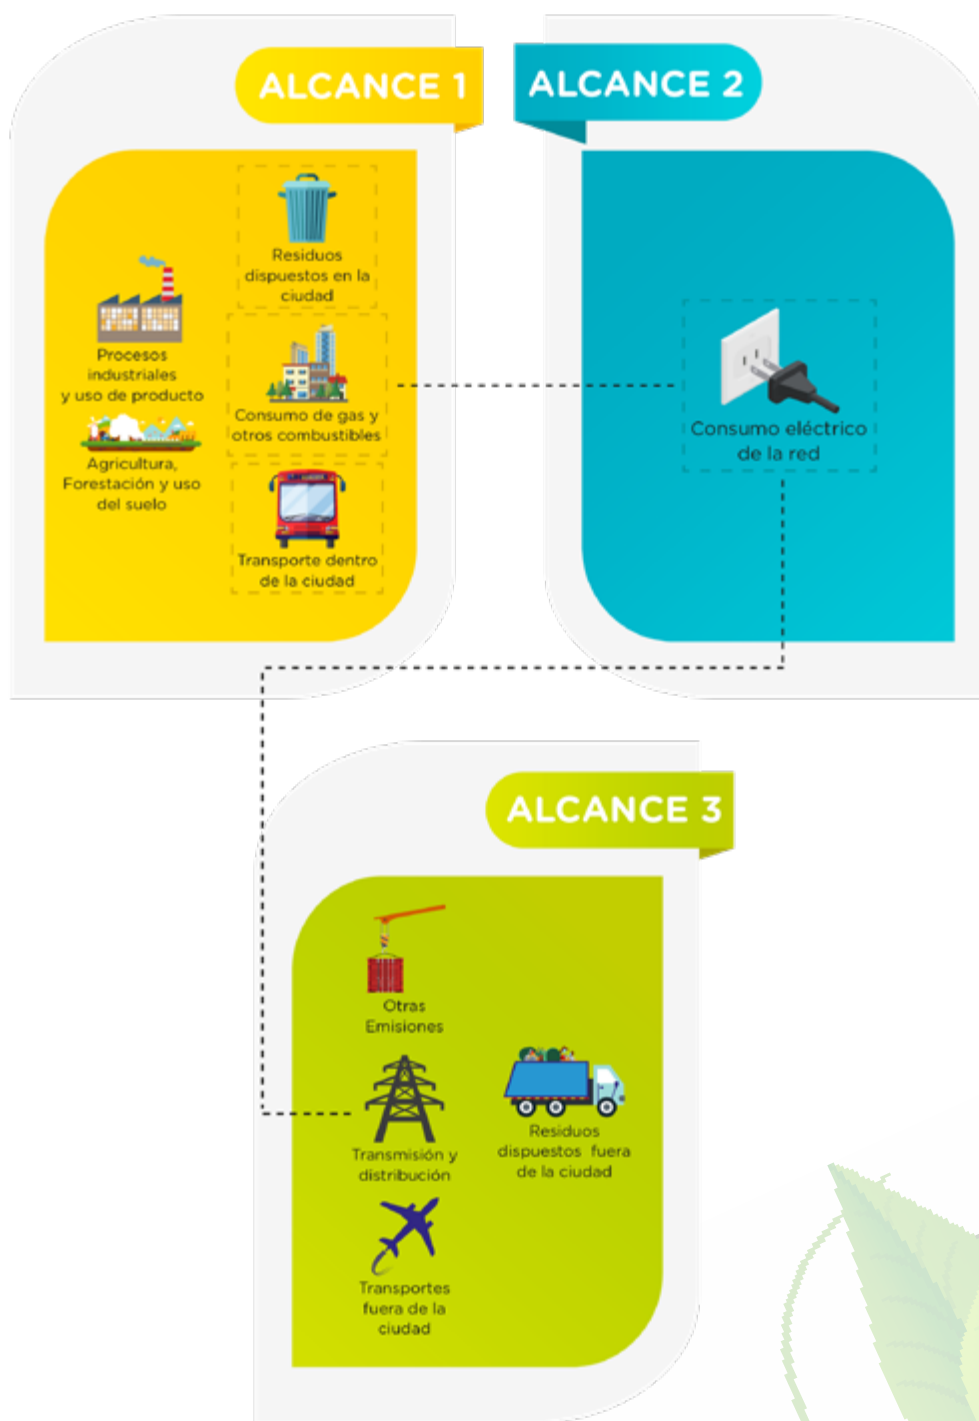 ALCANCE 1
Residuos
dispuestos en la
ciudad
Procesos
industriales
y uso de producto
Consumo de gas y
otros combustibles
Agricultura,
Forestación y uso
del suelo
Transporte dentro
de la ciudad
ALCANCE 2
Consumo eléctrico
de la red
ALCANCE 3
Otras
Emisiones
Transmisión y
distribución
Residuos
dispuestos fuera
de la ciudad
Transportes
fuera de la
ciudad